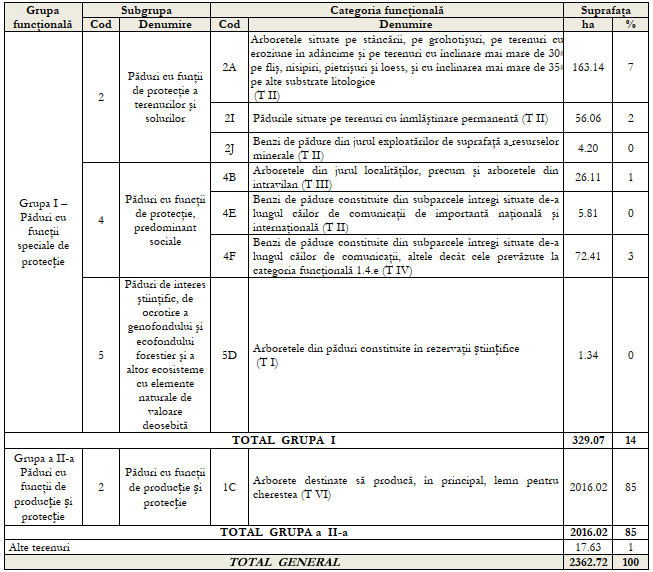 Grupa funcțională
Subgrupa
Categoria funcțională
Suprafața
Cod
Denumire
Cod
Denumire
ha
%
Grupa I –
Păduri cu
funcții
speciale de
protecție
2
Păduri cu funții
de protecție a
terenurilor și
solurilor
2A
Arboretele situate pe stâncării, pe grohotișuri, pe terenuri cu
eroziune în adâncime și pe terenuri cu înclinare mai mare de 30
pe fliș, nisipiri, pietrișuri și loess, și cu înclinarea mai mare de 35
pe alte substrate litologice
(T II)
163.14
7
2I
Pădurile situate pe terenuri cu inmlăștinare permanentă (T II)
56.06
2
2J
Benzi de pădure din jurul exploatărilor de suprafață a resurselor
minerale (T II)
4.20
0
4
Păduri cu funcții
de protecție,
predominant
sociale
4B
Arboretele din jurul localităților, precum și arboretele din
intravilan (T III)
26.11
1
4E
Benzi de pădure constituite din subparcele întregi situate de-a
lungul căilor de comunicații de importantă națională și
internațională (T II)
5.81
0
4F
Benzi de pădure constituite din subparcele întregi situate de-a
lungul căilor de comunicații, altele decât cele prevăzute la
categoria funcțională 1.4.e (T IV)
72.41
3
5
Păduri de interes
științific, de
ocrotire a
genofondului și
ecofondului
forestier și a
altor ecosisteme
cu elemente
naturale de
valoare
deosebită
5D
Arboretele din păduri constituite în rezervații științifice
(T I)
1.34
0
TOTAL GRUPA I
329.07
14
Grupa a II-a
Păduri cu
funcții de
producție și
protecție
2
Păduri cu funcții
de producție și
protecție
1C
Arborete destinate să producă, in principal, lemn pentru
cherestea (T VI)
2016.02
85
TOTAL GRUPA a II-a
2016.02
85
Alte terenuri
17.63
1
TOTAL GENERAL
2362.72
100